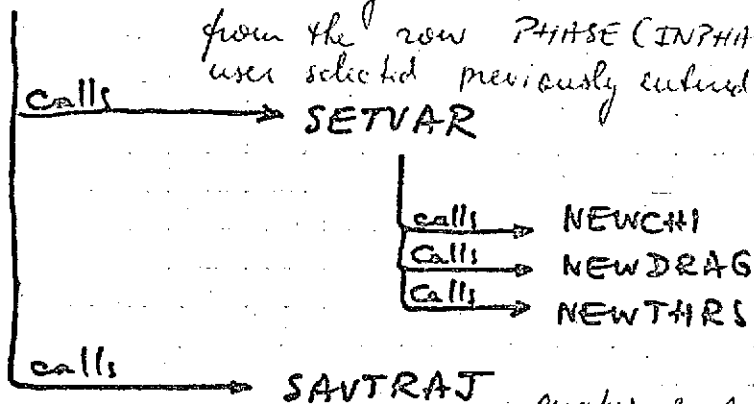 from the row PHASE (INPHA
user selected previously entered
calls
SETVAR
calls NEWCHI
calls NEWDRAG
calls NEWTHRS
calls
SAVTRAJ